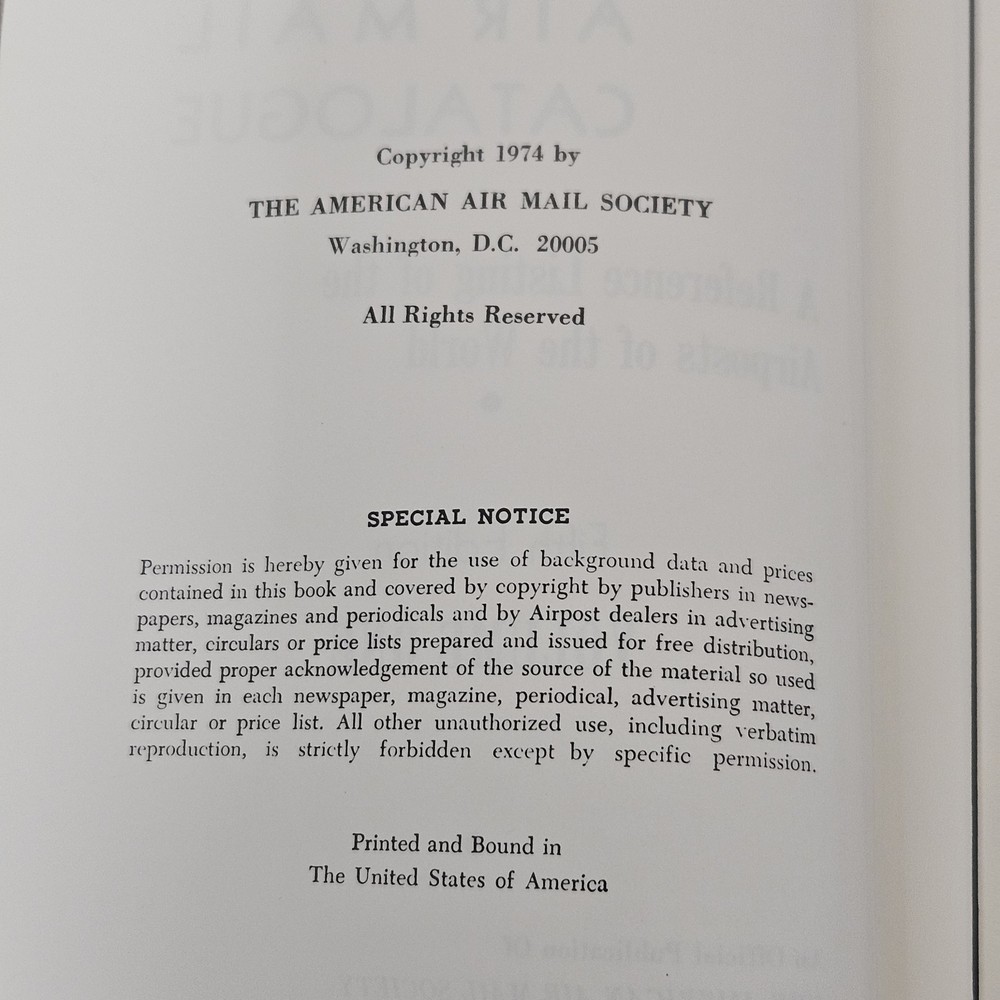 Copyright 1974 by
THE AMERICAN AIR MAIL SOCIETY
Washington, D.C. 20005
All Rights Reserved
SPECIAL NOTICE
Permission is hereby given for the use of background data and prices
contained in this book and covered by copyright by publishers in news-
papers, magazines and periodicals and by Airpost dealers in advertising
matter, circulars or price lists prepared and issued for free distribution,
provided proper acknowledgement of the source of the material so used
is given in each newspaper, magazine, periodical, advertising matter,
circular or price list. All other unauthorized use, including verbatim
reproduction, is strictly forbidden except by specific permission.
Printed and Bound in
The United States of America